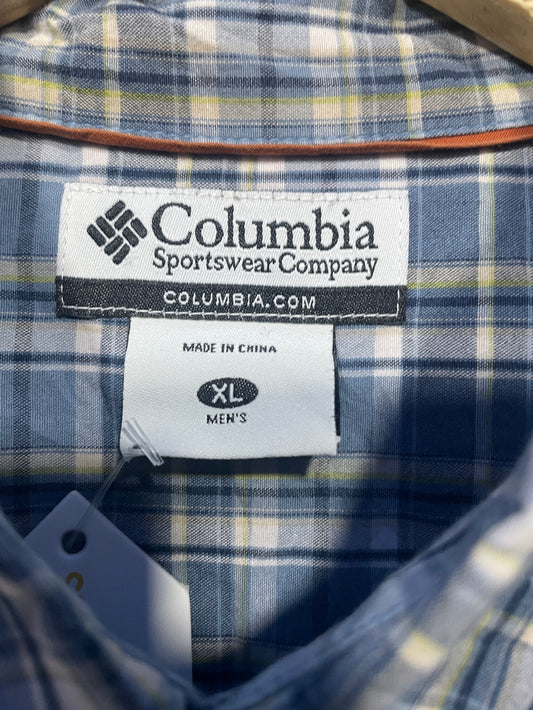 Columbia
Sportswear Company
COLUMBIA.COM
MADE IN CHINA
XL
MEN'S